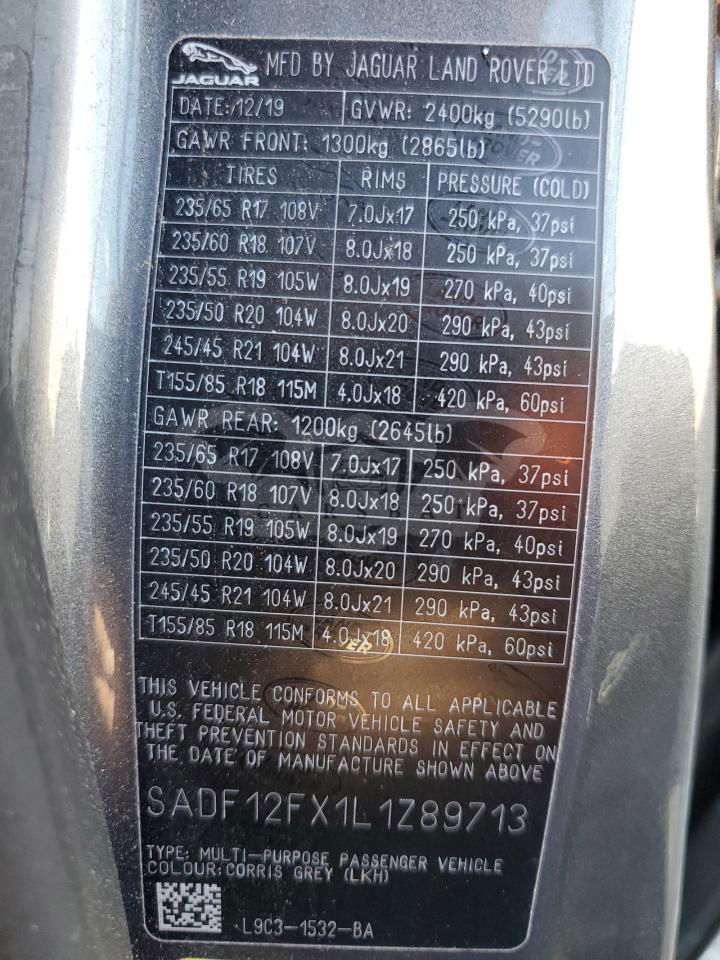 JAGUAR MFD BY JAGUAR LAND ROVER LTD
DATE: 12/19 GVWR: 2400kg (5290lb)
GAWR FRONT: 1300kg (2865lb)
TIRES RIMS PRESSURE (COLD)
235/65 R17 108V 7.0Jx17 250 kPa, 37psi
235/60 R18 107V 8.0Jx18 250 kPa, 37psi
235/55 R19 105W 8.0Jx19 270 kPa, 40psi
235/50 R20 104W 8.0Jx20 290 kPa, 43psi
245/45 R21 104W 8.0Jx21 290 kPa, 43psi
T155/85 R18 115M 4.0Jx18 420 kPa, 60psi
GAWR REAR: 1200kg (2645lb)
235/65 R17 108V 7.0Jx17 250 kPa, 37psi
235/60 R18 107V 8.0Jx18 250 kPa, 37psi
235/55 R19 105W 8.0Jx19 270 kPa, 40psi
235/50 R20 104W 8.0Jx20 290 kPa, 43psi
245/45 R21 104W 8.0Jx21 290 kPa, 43psi
T155/85 R18 115M 4.0Jx18 420 kPa, 60psi
THIS VEHICLE CONFORMS TO ALL APPLICABLE
U.S. FEDERAL MOTOR VEHICLE SAFETY AND
THEFT PREVENTION STANDARDS IN EFFECT ON
THE DATE OF MANUFACTURE SHOWN ABOVE
SADF12FX1L1Z89713
TYPE: MULTI-PURPOSE PASSENGER VEHICLE
COLOUR:CORRIS GREY (LKH)
L9C3-1532-BA